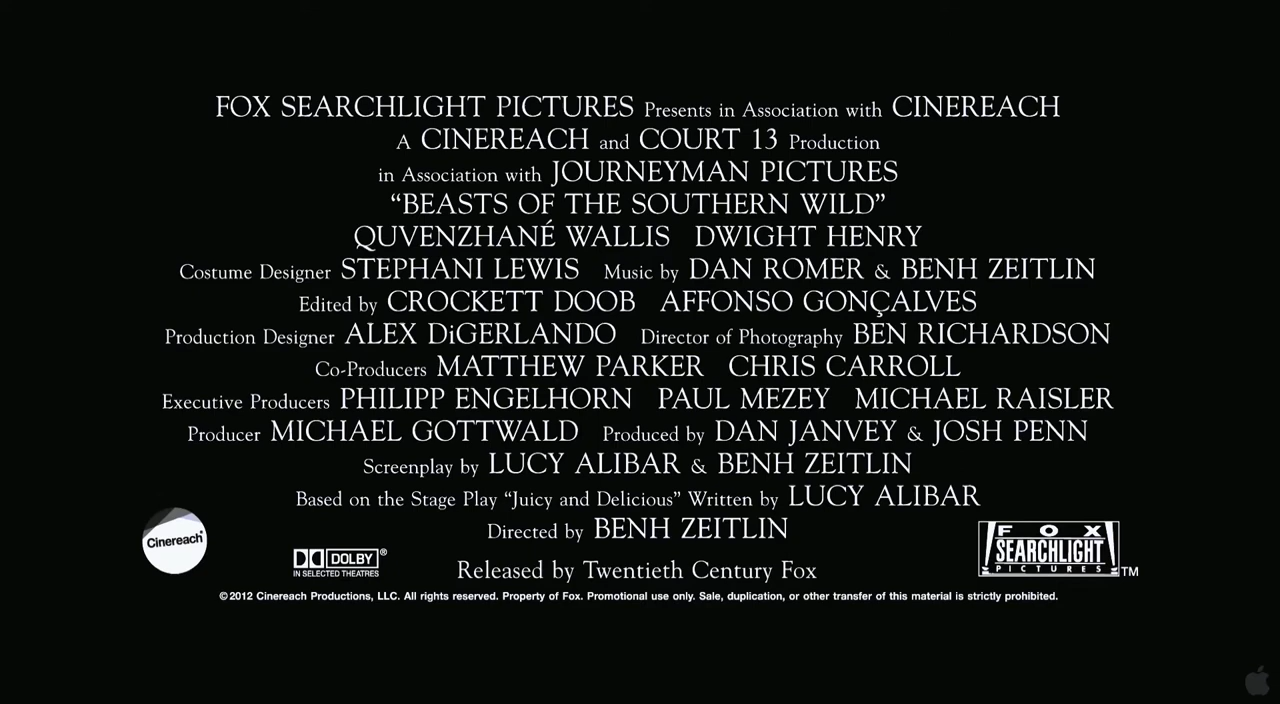 FOX SEARCHLIGHT PICTURES Presents in Association with CINEREACH
A CINEREACH and COURT 13 Production
in Association with JOURNEYMAN PICTURES
“BEASTS OF THE SOUTHERN WILD”
QUVENZHANÉ WALLIS DWIGHT HENRY
Costume Designer STEPHANI LEWIS Music by DAN ROMER & BENH ZEITLIN
Edited by CROCKETT DOOB AFFONSO GONÇALVES
Production Designer ALEX DiGERLANDO Director of Photography BEN RICHARDSON
Co-Producers MATTHEW PARKER CHRIS CARROLL
Executive Producers PHILIPP ENGELHORN PAUL MEZEY MICHAEL RAISLER
Producer MICHAEL GOTTWALD Produced by DAN JANVEY & JOSH PENN
Screenplay by LUCY ALIBAR & BENH ZEITLIN
Based on the Stage Play “Juicy and Delicious” Written by LUCY ALIBAR
Directed by BENH ZEITLIN
Cinereach®
DOLBY®
IN SELECTED THEATRES
Released by Twentieth Century Fox
FOX
SEARCHLIGHT
PICTURES™
©2012 Cinereach Productions, LLC. All rights reserved. Property of Fox. Promotional use only. Sale, duplication, or other transfer of this material is strictly prohibited.